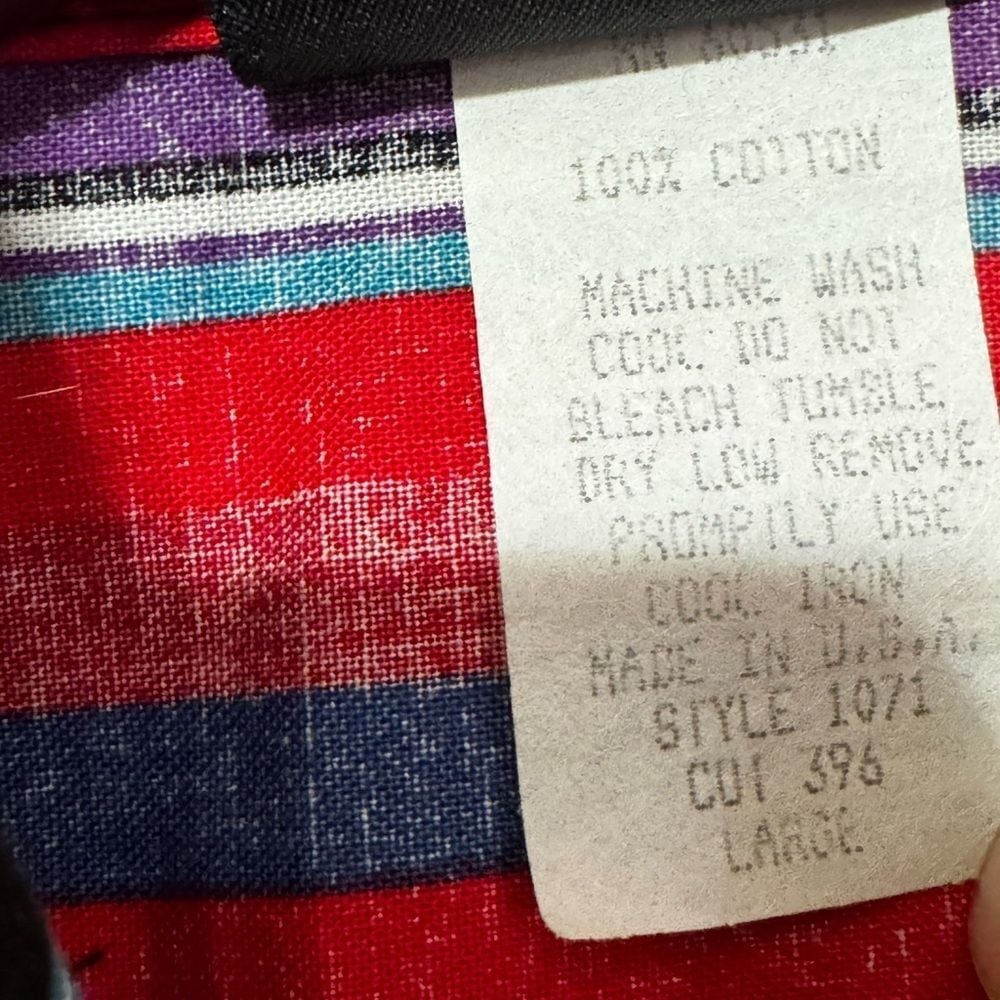 100% COTTON
MACHINE WASH
COOL DO NOT
BLEACH TUMBLE
DRY LOW REMOVE
PROMPTLY USE
COOL IRON
MADE IN U.S.A.
STYLE 1071
CUT 396
LARGE